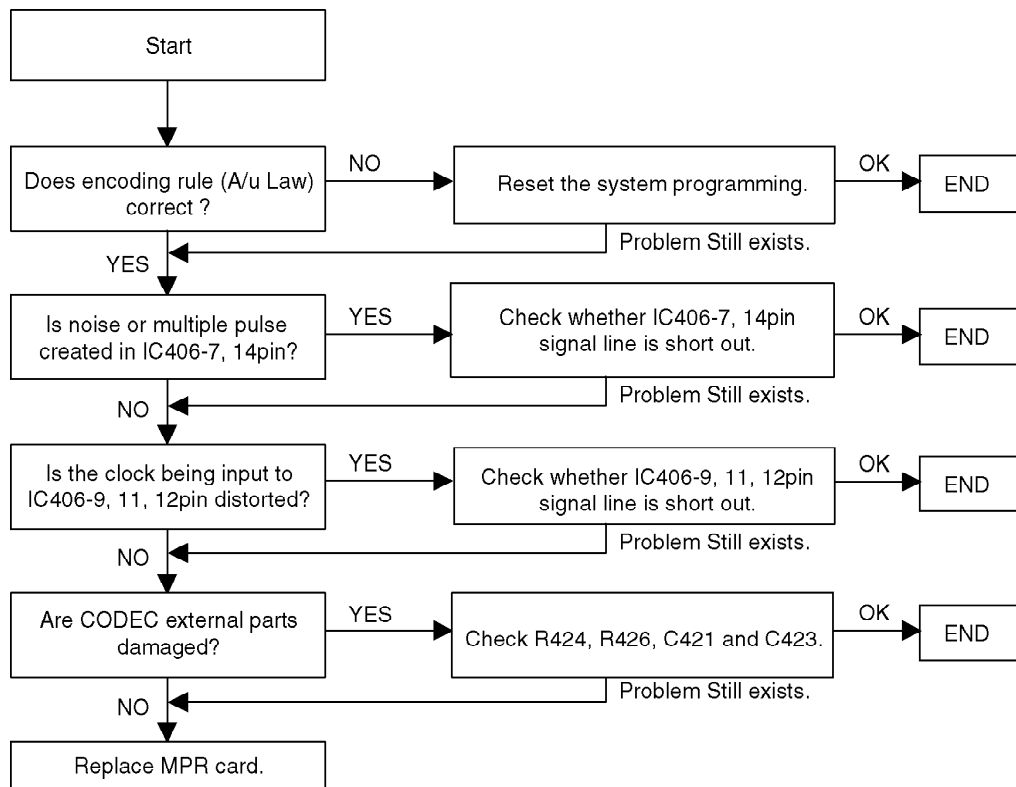 Start
Does encoding rule (A/u Law)
correct ?
NO
Reset the system programming.
OK
END
Problem Still exists.
YES
Is noise or multiple pulse
created in IC406-7, 14pin?
YES
Check whether IC406-7, 14pin
signal line is short out.
OK
END
Problem Still exists.
NO
Is the clock being input to
IC406-9, 11, 12pin distorted?
YES
Check whether IC406-9, 11, 12pin
signal line is short out.
OK
END
Problem Still exists.
NO
Are CODEC external parts
damaged?
YES
Check R424, R426, C421 and C423.
OK
END
Problem Still exists.
NO
Replace MPR card.